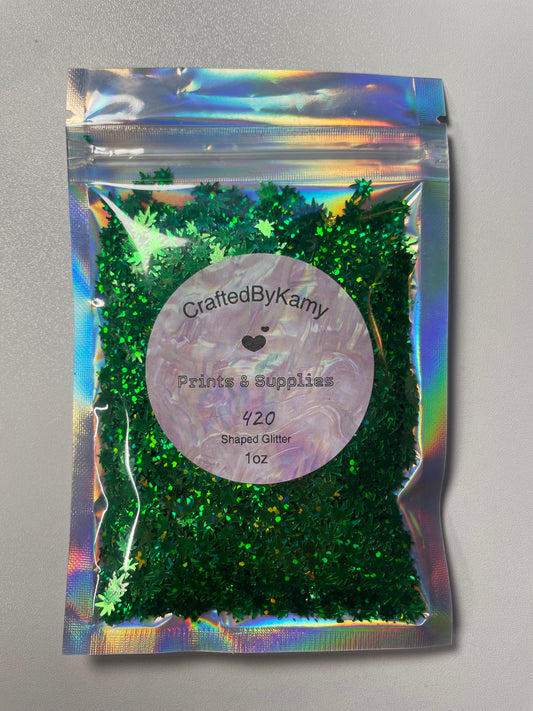 CraftedByKamy
Prints & Supplies
420
Shaped Glitter
1oz